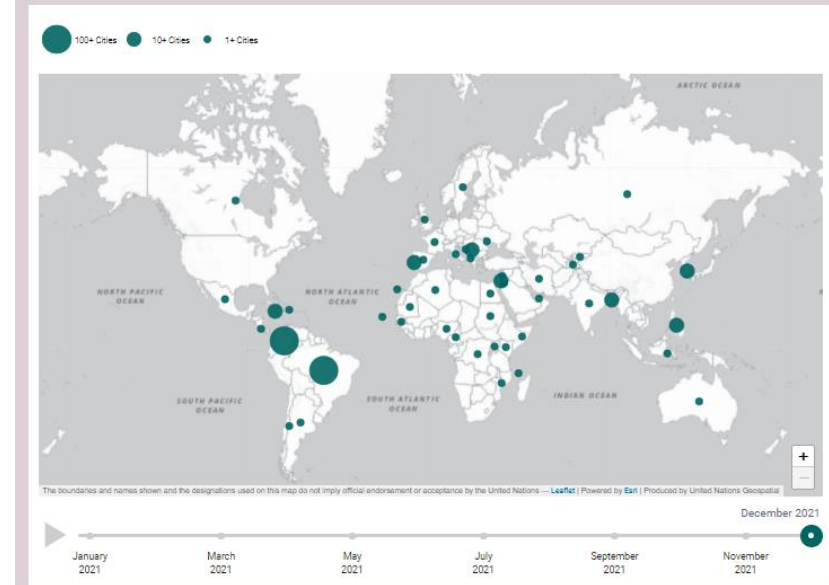 100+ Cities 10+ Cities 1+ Cities
ARCTIC OCEAN
NORTH PACIFIC
OCEAN
NORTH ATLANTIC
OCEAN
SOUTH PACIFIC
OCEAN
SOUTH ATLANTIC
OCEAN
INDIAN OCEAN
+
−
The boundaries and names shown and the designations used on this map do not imply official endorsement or acceptance by the United Nations — Leaflet | Powered by Esri | Produced by United Nations Geospatial
December 2021
January March May July September November
2021 2021 2021 2021 2021 2021